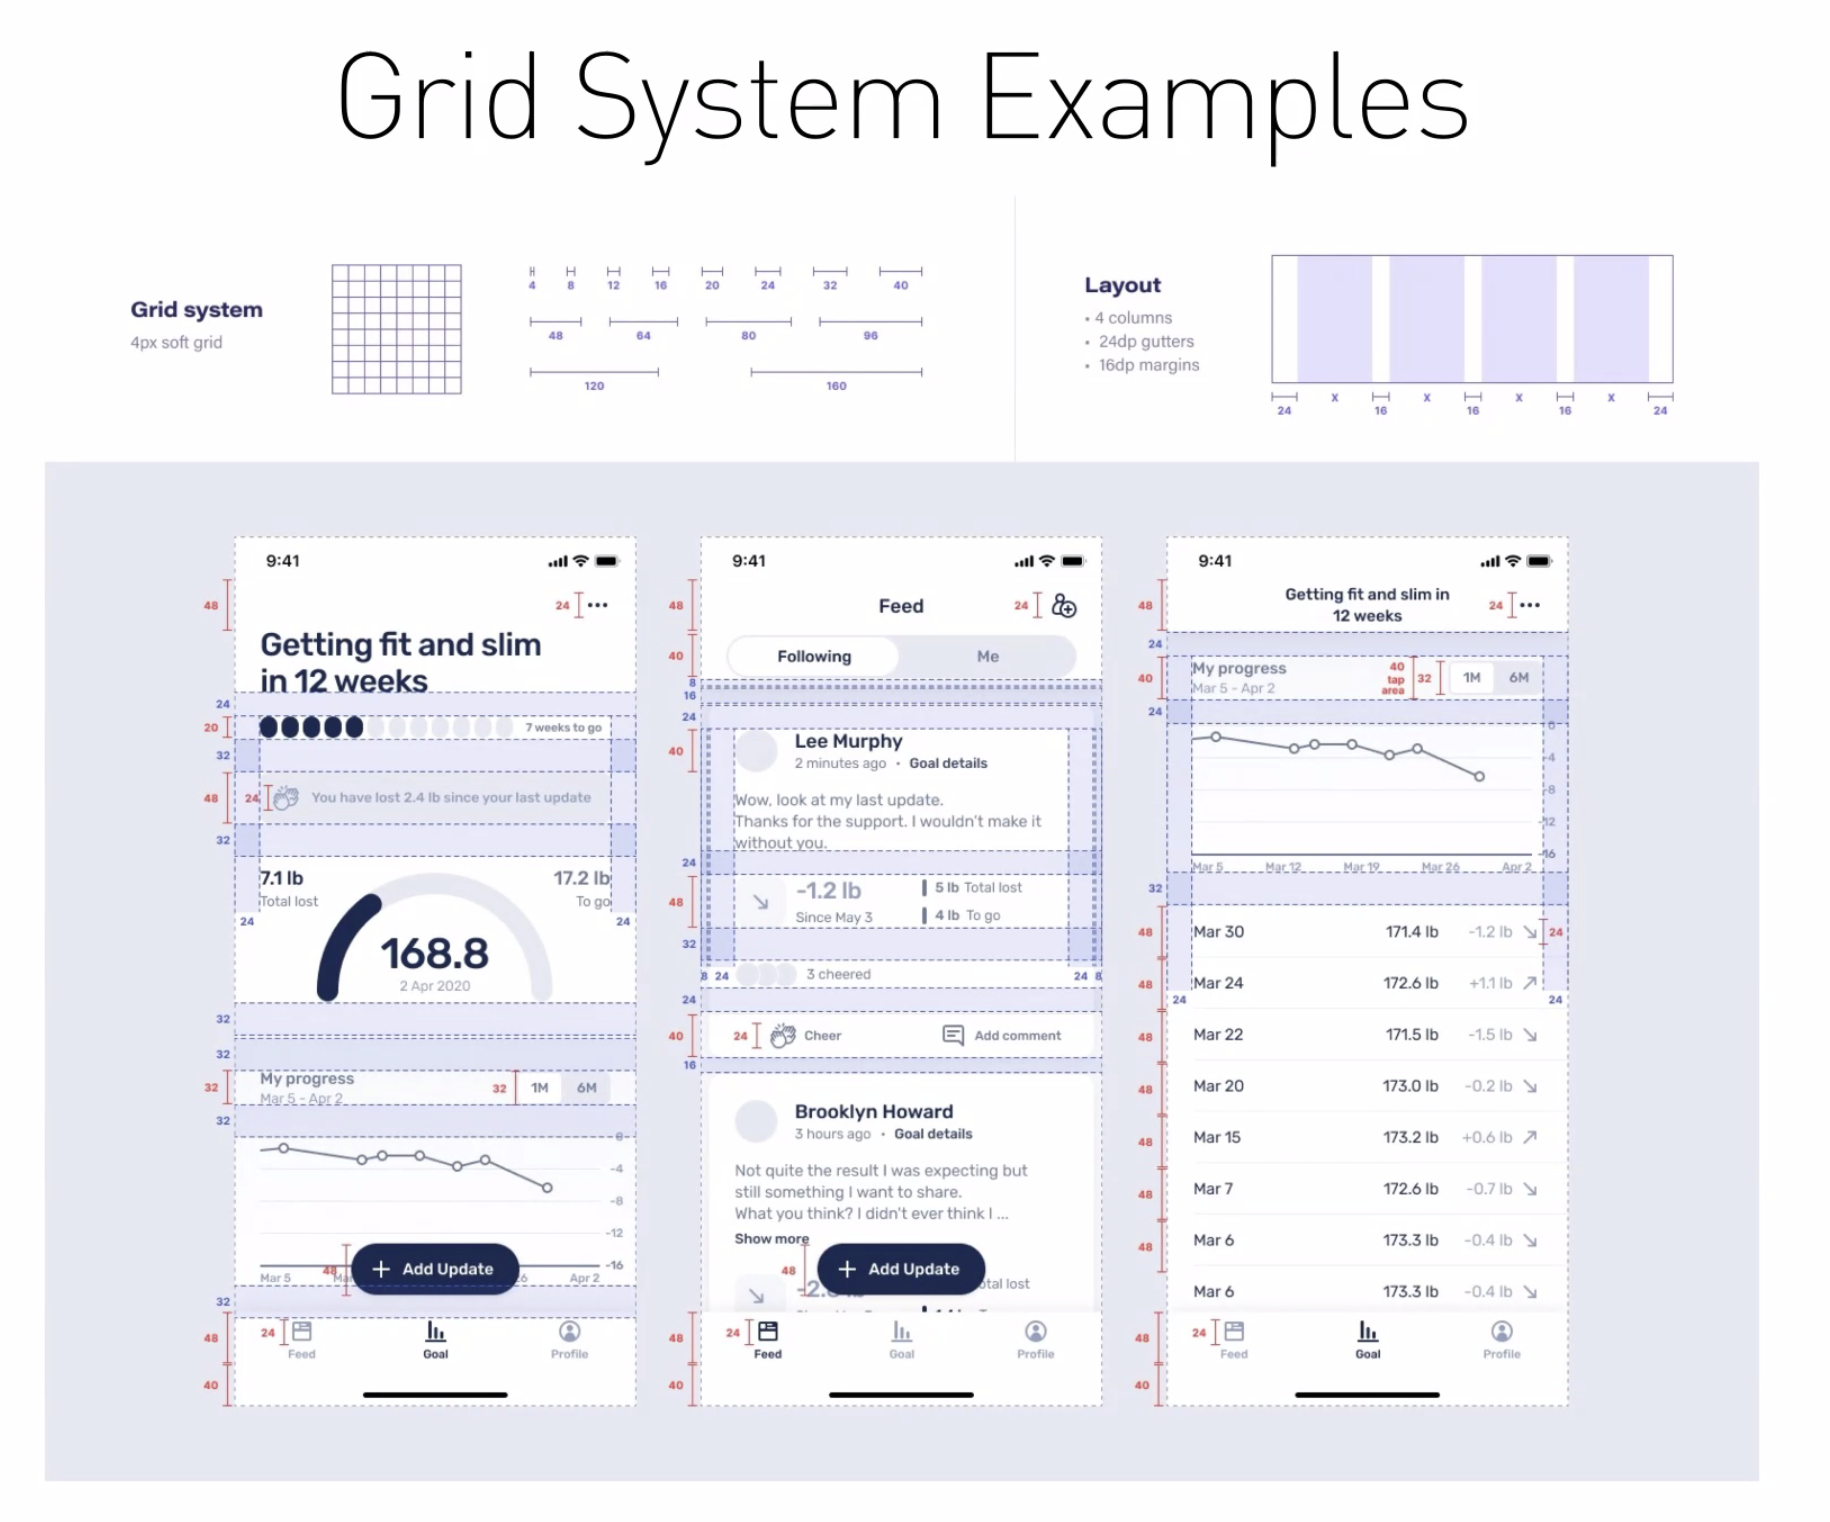 Grid System Examples
Grid system
4px soft grid
4 8 12 16 20 24 32 40
48 64 80 96
120 160
Layout
• 4 columns
• 24dp gutters
• 16dp margins
x x x x
24 16 16 16 24
9:41
48
24
Getting fit and slim
in 12 weeks
24
20
7 weeks to go
32
48
24
You have lost 2.4 lb since your last update
32
7.1 lb
Total lost
17.2 lb
To go
24
24
168.8
2 Apr 2020
32
32
32
My progress
Mar 5 - Apr 2
32
1M 6M
32
0
-4
-8
-12
-16
48
+ Add Update
Mar 5 Mar 26 Apr 2
32
48
24
Feed Goal Profile
40
9:41
48
Feed
24
40
Following Me
8
16
24
40
Lee Murphy
2 minutes ago • Goal details
Wow, look at my last update.
Thanks for the support. I wouldn't make it
without you.
24
48
-1.2 lb
Since May 3
5 lb Total lost
4 lb To go
32
8 24
3 cheered
24 8
24
40
24
Cheer
Add comment
16
Brooklyn Howard
3 hours ago • Goal details
Not quite the result I was expecting but
still something I want to share.
What you think? I didn't ever think I ...
Show more
48
+ Add Update
otal lost
48
24
Feed Goal Profile
40
9:41
48
Getting fit and slim in
12 weeks
24
24
40
My progress
Mar 5 - Apr 2
40
tap
area
32
1M 6M
24
0
-4
-8
-12
-16
Mar 5 Mar 12 Mar 19 Mar 26 Apr 2
32
48 Mar 30 171.4 lb -1.2 lb 24
48 Mar 24 172.6 lb +1.1 lb
24 24
48 Mar 22 171.5 lb -1.5 lb
48 Mar 20 173.0 lb -0.2 lb
48 Mar 15 173.2 lb +0.6 lb
48 Mar 7 172.6 lb -0.7 lb
48 Mar 6 173.3 lb -0.4 lb
Mar 6 173.3 lb -0.4 lb
48
24
Feed Goal Profile
40